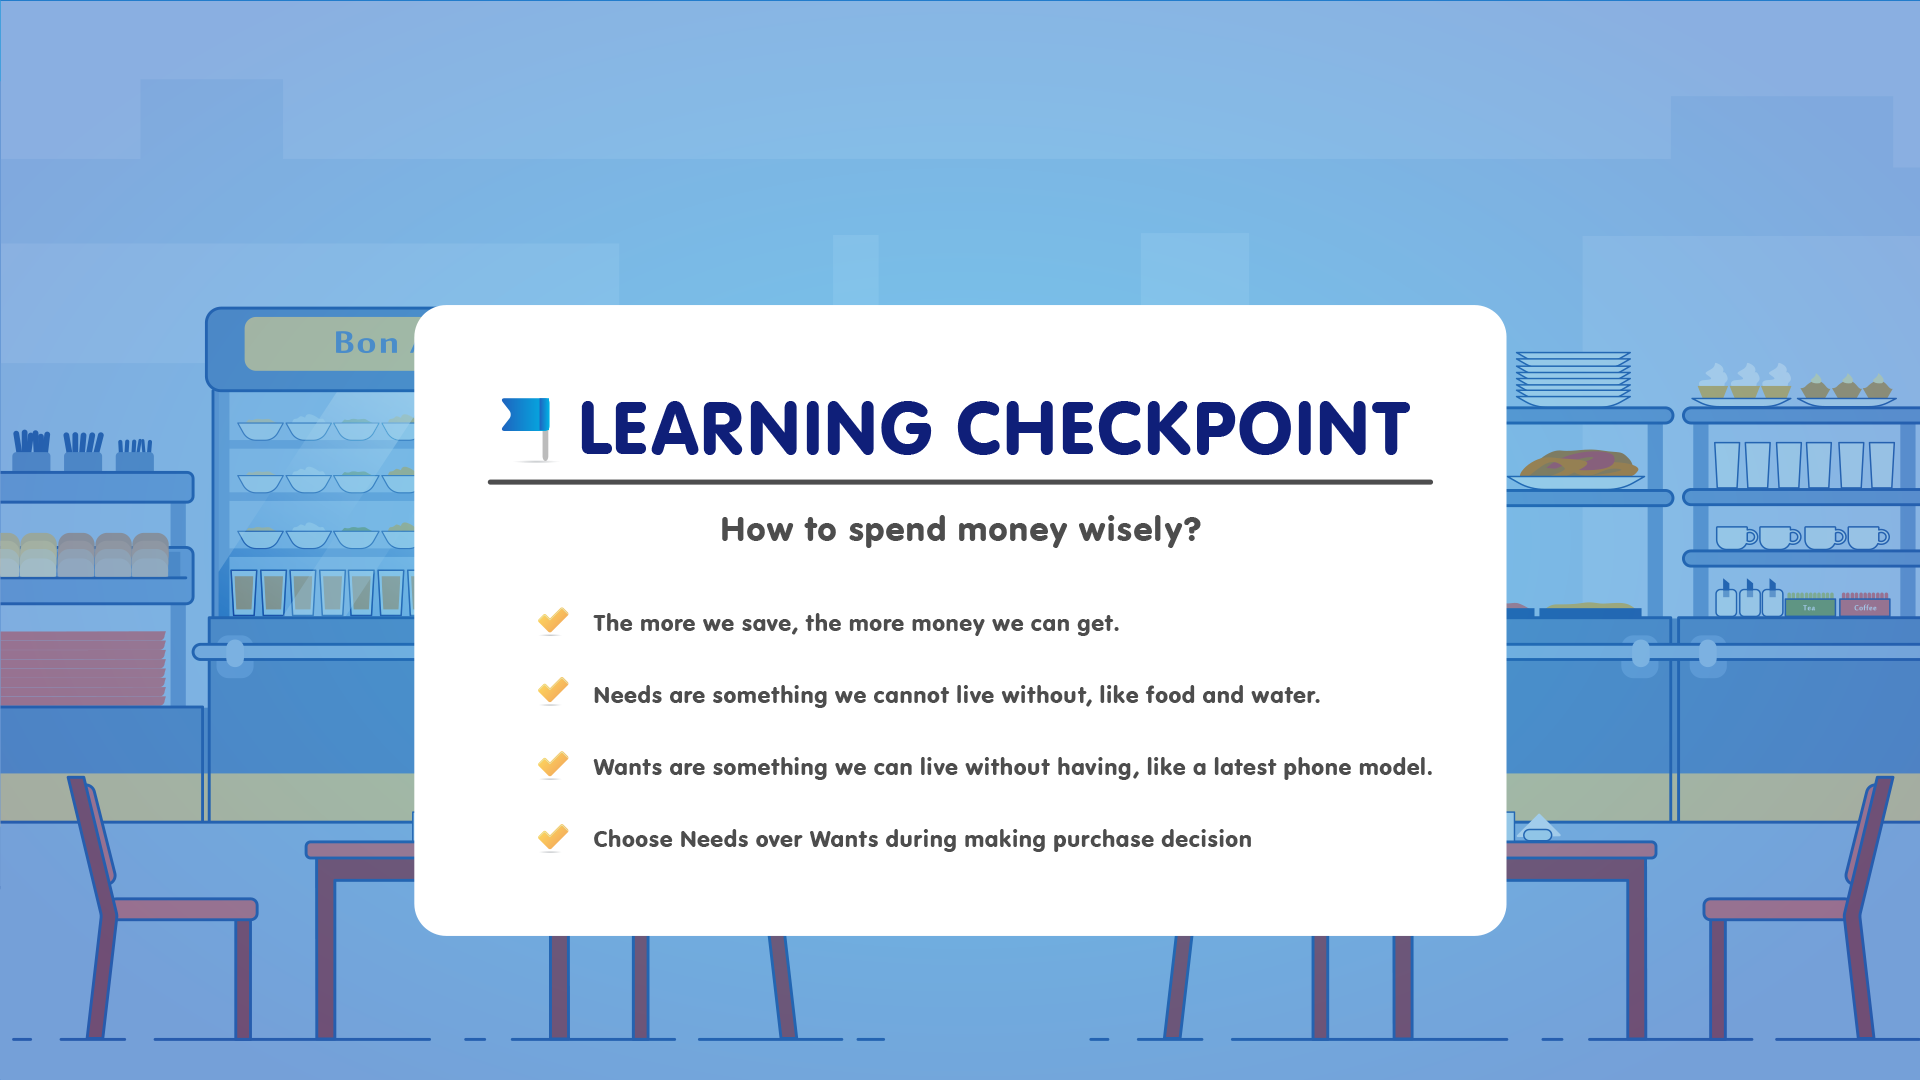 Bon
LEARNING CHECKPOINT
How to spend money wisely?
The more we save, the more money we can get.
Needs are something we cannot live without, like food and water.
Wants are something we can live without having, like a latest phone model.
Choose Needs over Wants during making purchase decision
Tea
Coffee